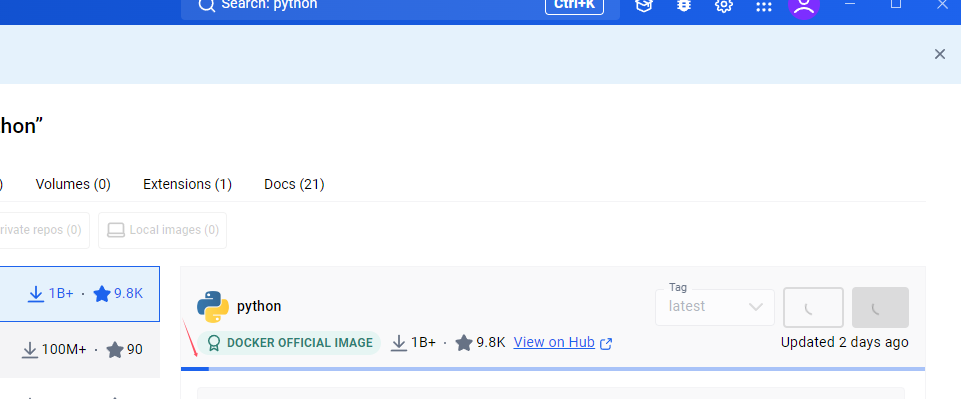 Search: python
Ctrl+K
hon”
)
Volumes (0)
Extensions (1)
Docs (21)
rivate repos (0)
Local images (0)
1B+ · 9.8K
100M+ · 90
python
Tag
latest
DOCKER OFFICIAL IMAGE
1B+ · 9.8K
View on Hub
Updated 2 days ago